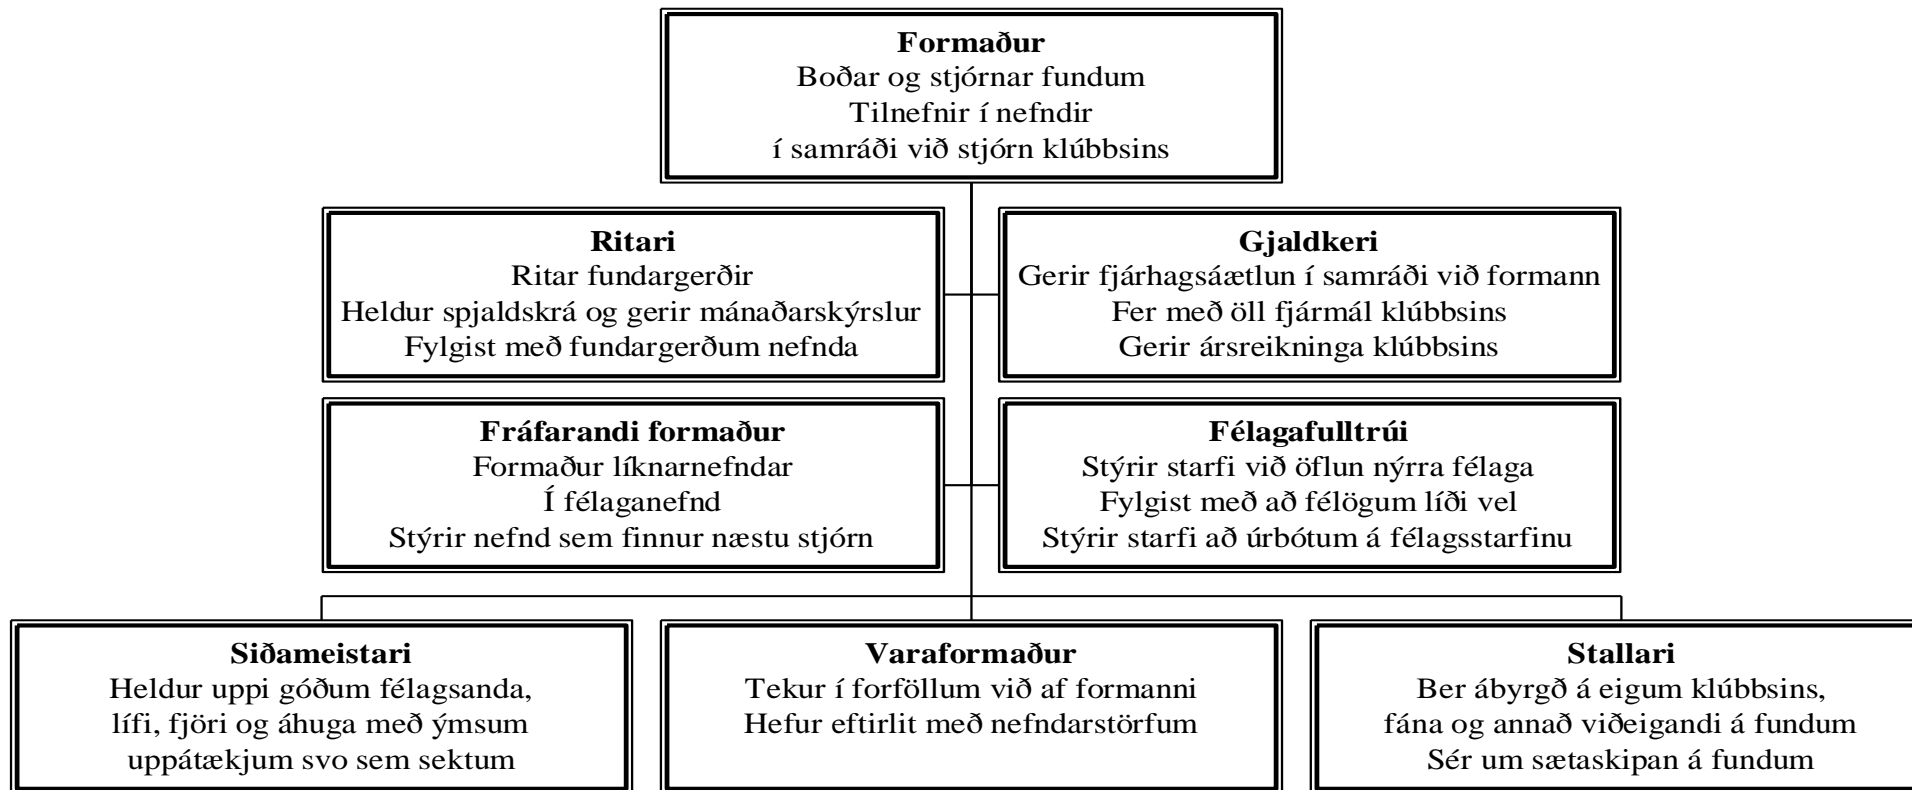 Formaður
Boðar og stjórnar fundum
Tilnefnir í nefndir
í samráði við stjórn klúbbsins
Ritari
Ritar fundargerðir
Heldur spjaldskrá og gerir mánaðarskýrslur
Fylgist með fundargerðum nefnda
Gjaldkeri
Gerir fjárhagsáætlun í samráði við formann
Fer með öll fjármál klúbbsins
Gerir ársreikninga klúbbsins
Fráfarandi formaður
Formaður líknarnefndar
Í félaganefnd
Stýrir nefnd sem finnur næstu stjórn
Félagafulltrúi
Stýrir starfi við öflun nýrra félaga
Fylgist með að félögum líði vel
Stýrir starfi að úrbótum á félagsstarfinu
Siðameistari
Heldur uppi góðum félagsanda,
lífi, fjöri og áhuga með ýmsum
uppátækjum svo sem sektum
Varaformaður
Tekur í forföllum við af formanni
Hefur eftirlit með nefndarstörfum
Stallari
Ber ábyrgð á eigum klúbbsins,
fána og annað viðeigandi á fundum
Sér um sætaskipan á fundum